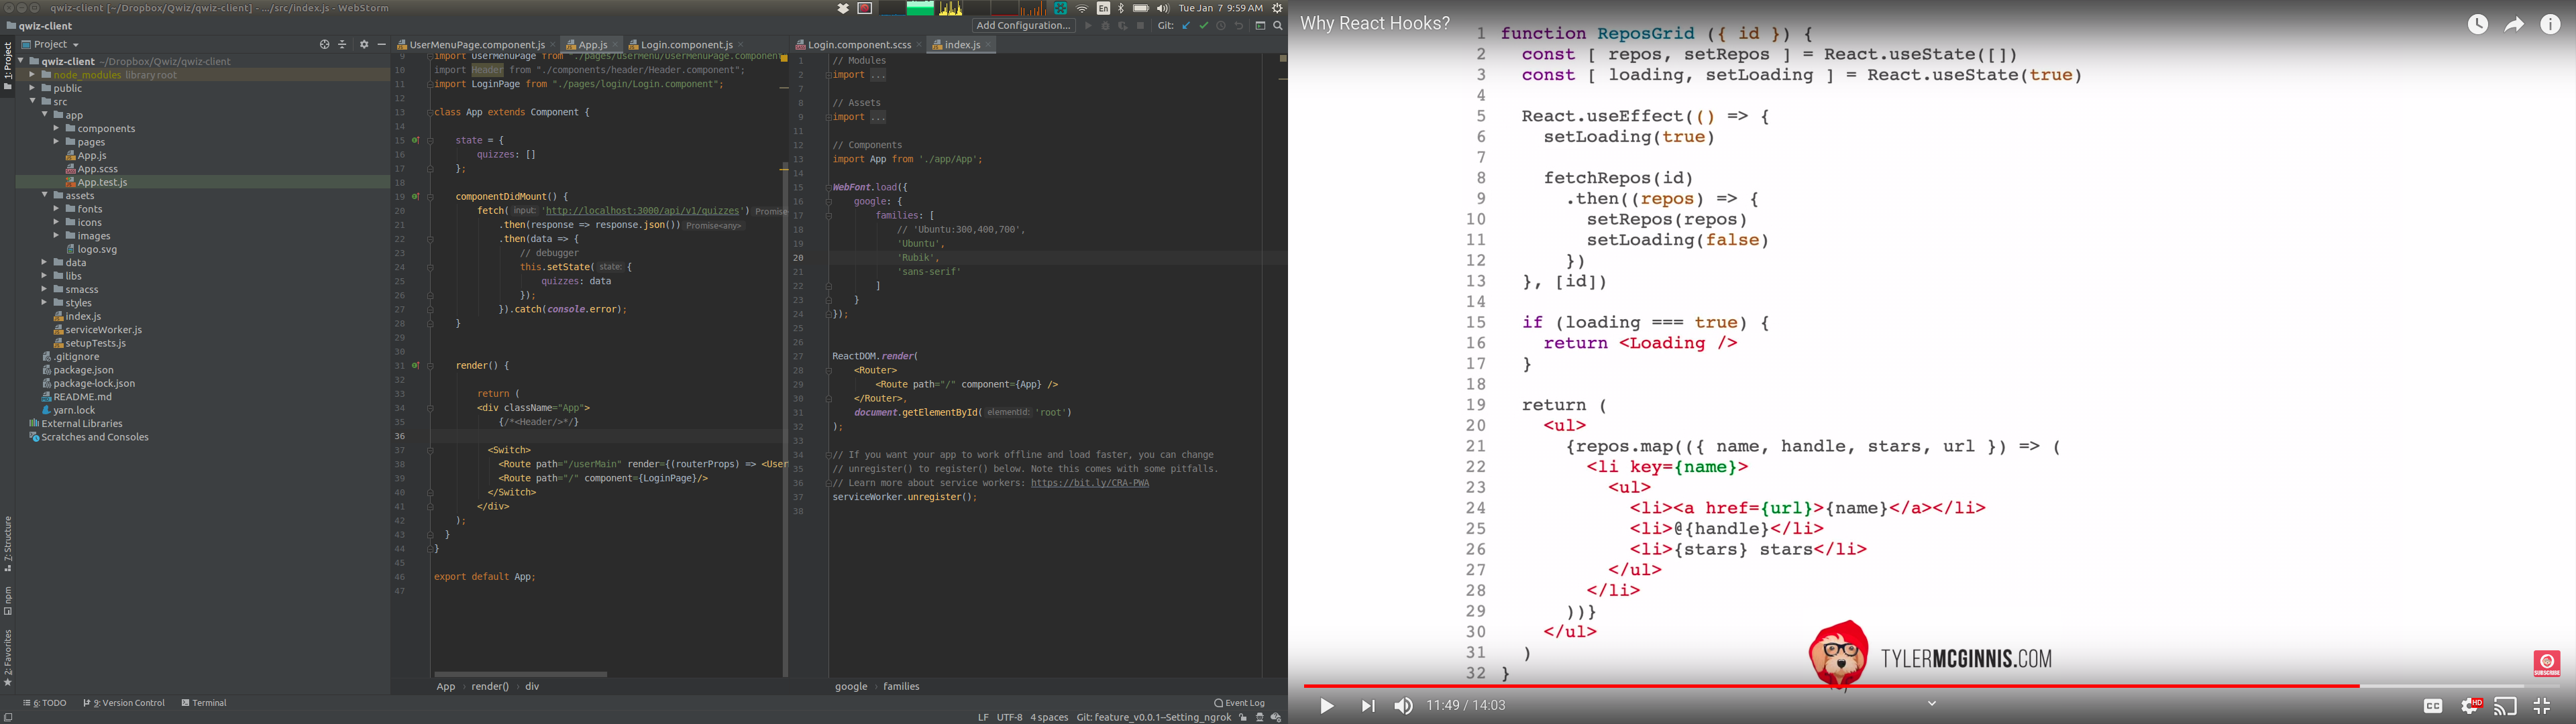 qwiz-client [~/Dropbox/Qwiz/qwiz-client] - .../src/index.js - WebStorm
En
Tue Jan 7 9:59 AM
qwiz-client
Add Configuration...
Git:
1: Project
Project
qwiz-client ~/Dropbox/Qwiz/qwiz-client
node_modules library root
public
src
app
components
pages
App.js
App.scss
App.test.js
assets
fonts
icons
images
logo.svg
data
libs
smacss
styles
index.js
serviceWorker.js
setupTests.js
.gitignore
package.json
package-lock.json
README.md
yarn.lock
External Libraries
Scratches and Consoles
7: Structure
npm
2: Favorites
UserMenuPage.component.js
App.js
Login.component.js
9 import UserMenuPage from "./pages/userMenu/UserMenuPage.component
10 import Header from "./components/header/Header.component";
11 import LoginPage from "./pages/login/Login.component";
12
13 class App extends Component {
14
15 state = {
16 quizzes: []
17 };
18
19 componentDidMount() {
20 fetch( input: 'http://localhost:3000/api/v1/quizzes') Promise
21 .then(response => response.json()) Promise<any>
22 .then(data => {
23 // debugger
24 this.setState( state: {
25 quizzes: data
26 });
27 }).catch(console.error);
28 }
29
30
31 render() {
32
33 return (
34 <div className="App">
35 {/*<Header/>*/}
36
37 <Switch>
38 <Route path="/userMain" render={(routerProps) => <User
39 <Route path="/" component={LoginPage}/>
40 </Switch>
41 </div>
42 );
43 }
44 }
45
46 export default App;
47
App › render() › div
Login.component.scss
index.js
1 // Modules
2 import ...
7
8 // Assets
9 import ...
11
12 // Components
13 import App from './app/App';
14
15 WebFont.load({
16 google: {
17 families: [
18 // 'Ubuntu:300,400,700',
19 'Ubuntu',
20 'Rubik',
21 'sans-serif'
22 ]
23 }
24 });
25
26
27 ReactDOM.render(
28 <Router>
29 <Route path="/" component={App} />
30 </Router>,
31 document.getElementById( elementId: 'root')
32 );
33
34 // If you want your app to work offline and load faster, you can change
35 // unregister() to register() below. Note this comes with some pitfalls.
36 // Learn more about service workers: https://bit.ly/CRA-PWA
37 serviceWorker.unregister();
38
google › families
6: TODO
9: Version Control
Terminal
Event Log
LF UTF-8 4 spaces Git: feature_v0.0.1–Setting_ngrok
Why React Hooks?
1 function ReposGrid ({ id }) {
2 const [ repos, setRepos ] = React.useState([])
3 const [ loading, setLoading ] = React.useState(true)
4
5 React.useEffect(() => {
6 setLoading(true)
7
8 fetchRepos(id)
9 .then((repos) => {
10 setRepos(repos)
11 setLoading(false)
12 })
13 }, [id])
14
15 if (loading === true) {
16 return <Loading />
17 }
18
19 return (
20 <ul>
21 {repos.map(({ name, handle, stars, url }) => (
22 <li key={name}>
23 <ul>
24 <li><a href={url}>{name}</a></li>
25 <li>@{handle}</li>
26 <li>{stars} stars</li>
27 </ul>
28 </li>
29 ))}
30 </ul>
31 )
32 }
TYLERMCGINNIS.COM
SUBSCRIBE
11:49 / 14:03
CC
HD